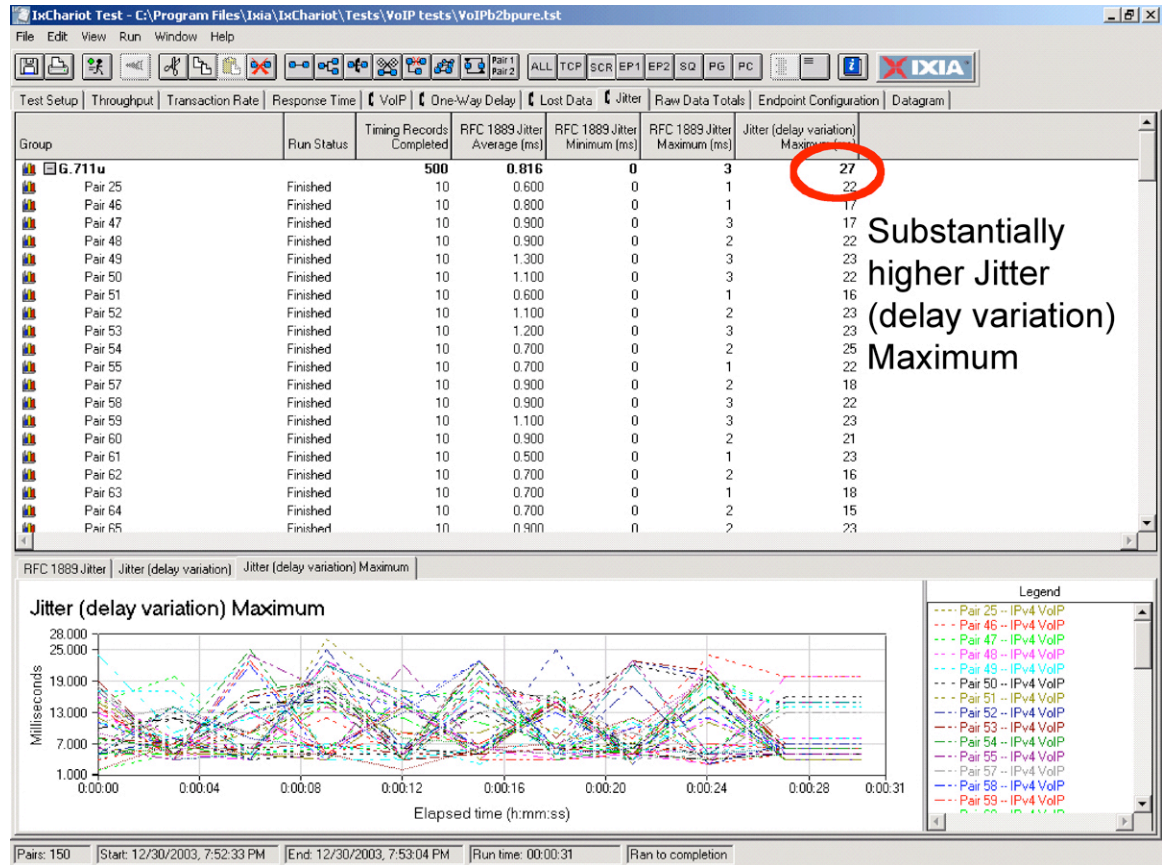 IxChariot Test - C:\Program Files\Ixia\IxChariot\Tests\VoIP tests\VoIPb2bpure.tst
File Edit View Run Window Help
Pair 1 Pair 2 ALL TCP SCR EP1 EP2 SQ PG PC XIXIA
Test Setup Throughput Transaction Rate Response Time VoIP One-Way Delay Lost Data Jitter Raw Data Totals Endpoint Configuration Datagram
Group Run Status Timing Records Completed RFC 1889 Jitter Average (ms) RFC 1889 Jitter Minimum (ms) RFC 1889 Jitter Maximum (ms) Jitter (delay variation) Maximum (ms)
G.711u 500 0.816 0 3 27
Pair 25 Finished 10 0.600 0 1 22
Pair 46 Finished 10 0.800 0 1 17
Pair 47 Finished 10 0.900 0 3 17
Pair 48 Finished 10 0.900 0 2 22
Pair 49 Finished 10 1.300 0 3 23
Pair 50 Finished 10 1.100 0 3 22
Pair 51 Finished 10 0.600 0 1 16
Pair 52 Finished 10 1.100 0 2 23
Pair 53 Finished 10 1.200 0 3 23
Pair 54 Finished 10 0.700 0 2 25
Pair 55 Finished 10 0.700 0 1 22
Pair 57 Finished 10 0.900 0 2 18
Pair 58 Finished 10 0.900 0 3 22
Pair 59 Finished 10 1.100 0 3 23
Pair 60 Finished 10 0.900 0 2 21
Pair 61 Finished 10 0.500 0 1 23
Pair 62 Finished 10 0.700 0 2 16
Pair 63 Finished 10 0.700 0 1 18
Pair 64 Finished 10 0.700 0 2 15
Pair 65 Finished 10 0.900 0 2 23
Substantially
higher Jitter
(delay variation)
Maximum
RFC 1889 Jitter Jitter (delay variation) Jitter (delay variation) Maximum
Jitter (delay variation) Maximum
28.000
25.000
19.000
13.000
7.000
1.000
Milliseconds
0:00:00 0:00:04 0:00:08 0:00:12 0:00:16 0:00:20 0:00:24 0:00:28 0:00:31
Elapsed time (h:mm:ss)
Legend
Pair 25 -- IPv4 VoIP
Pair 46 -- IPv4 VoIP
Pair 47 -- IPv4 VoIP
Pair 48 -- IPv4 VoIP
Pair 49 -- IPv4 VoIP
Pair 50 -- IPv4 VoIP
Pair 51 -- IPv4 VoIP
Pair 52 -- IPv4 VoIP
Pair 53 -- IPv4 VoIP
Pair 54 -- IPv4 VoIP
Pair 55 -- IPv4 VoIP
Pair 57 -- IPv4 VoIP
Pair 58 -- IPv4 VoIP
Pair 59 -- IPv4 VoIP
Pairs: 150 Start: 12/30/2003, 7:52:33 PM End: 12/30/2003, 7:53:04 PM Run time: 00:00:31 Ran to completion